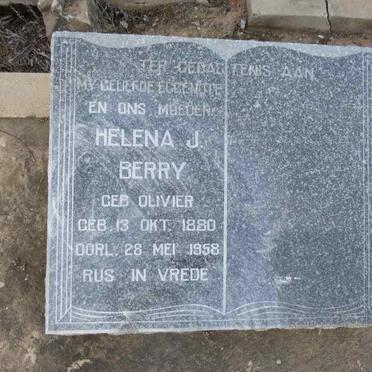 TER GEDAGTENIS AAN
MY GELIEFDE EGGENOTE
EN ONS MOEDER
HELENA J.
BERRY
GEB OLIVIER
GEB. 13 OKT. 1880
OORL. 28 MEI 1958
RUS IN VREDE